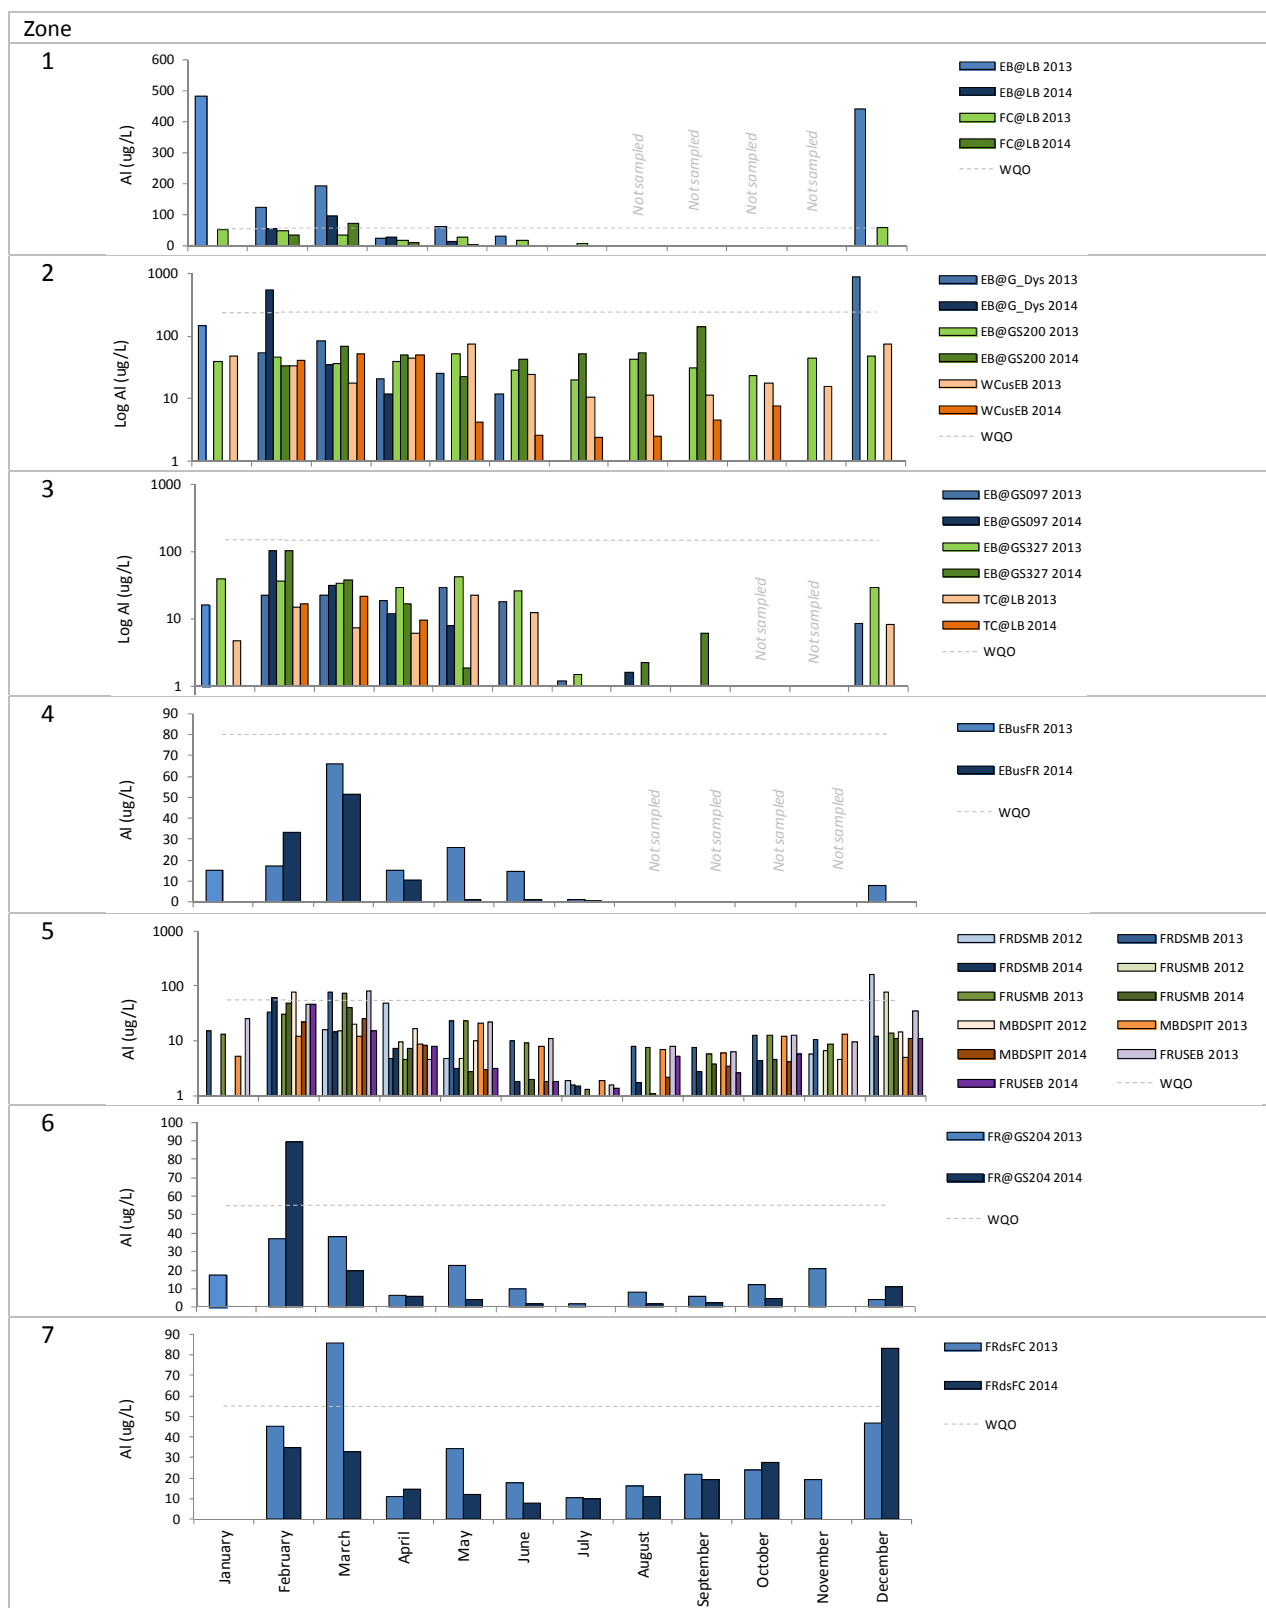 Zone
1
Al (ug/L)
600
500
400
300
200
100
0
Not sampled
Not sampled
Not sampled
Not sampled
EB@LB 2013
EB@LB 2014
FC@LB 2013
FC@LB 2014
WQO
2
Log Al (ug/L)
1000
100
10
1
EB@G_Dys 2013
EB@G_Dys 2014
EB@GS200 2013
EB@GS200 2014
WCusEB 2013
WCusEB 2014
WQO
3
Log Al (ug/L)
1000
100
10
1
Not sampled
Not sampled
EB@GS097 2013
EB@GS097 2014
EB@GS327 2013
EB@GS327 2014
TC@LB 2013
TC@LB 2014
WQO
4
Al (ug/L)
90
80
70
60
50
40
30
20
10
0
Not sampled
Not sampled
Not sampled
Not sampled
EBusFR 2013
EBusFR 2014
WQO
5
Al (ug/L)
1000
100
10
1
FRDSMB 2012 FRDSMB 2013
FRDSMB 2014 FRUSMB 2012
FRUSMB 2013 FRUSMB 2014
MBDSPIT 2012 MBDSPIT 2013
MBDSPIT 2014 FRUSEB 2013
FRUSEB 2014 WQO
6
Al (ug/L)
100
90
80
70
60
50
40
30
20
10
0
FR@GS204 2013
FR@GS204 2014
WQO
7
Al (ug/L)
90
80
70
60
50
40
30
20
10
0
FRdsFC 2013
FRdsFC 2014
WQO
January
February
March
April
May
June
July
August
September
October
November
December